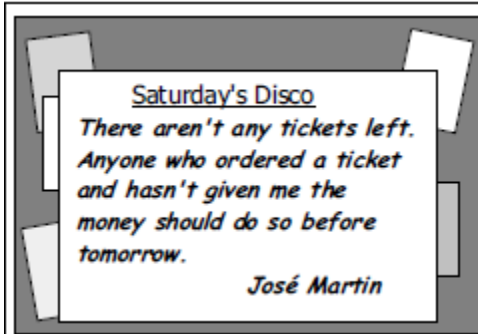 Saturday's Disco
There aren't any tickets left.
Anyone who ordered a ticket
and hasn't given me the
money should do so before
tomorrow.
José Martin